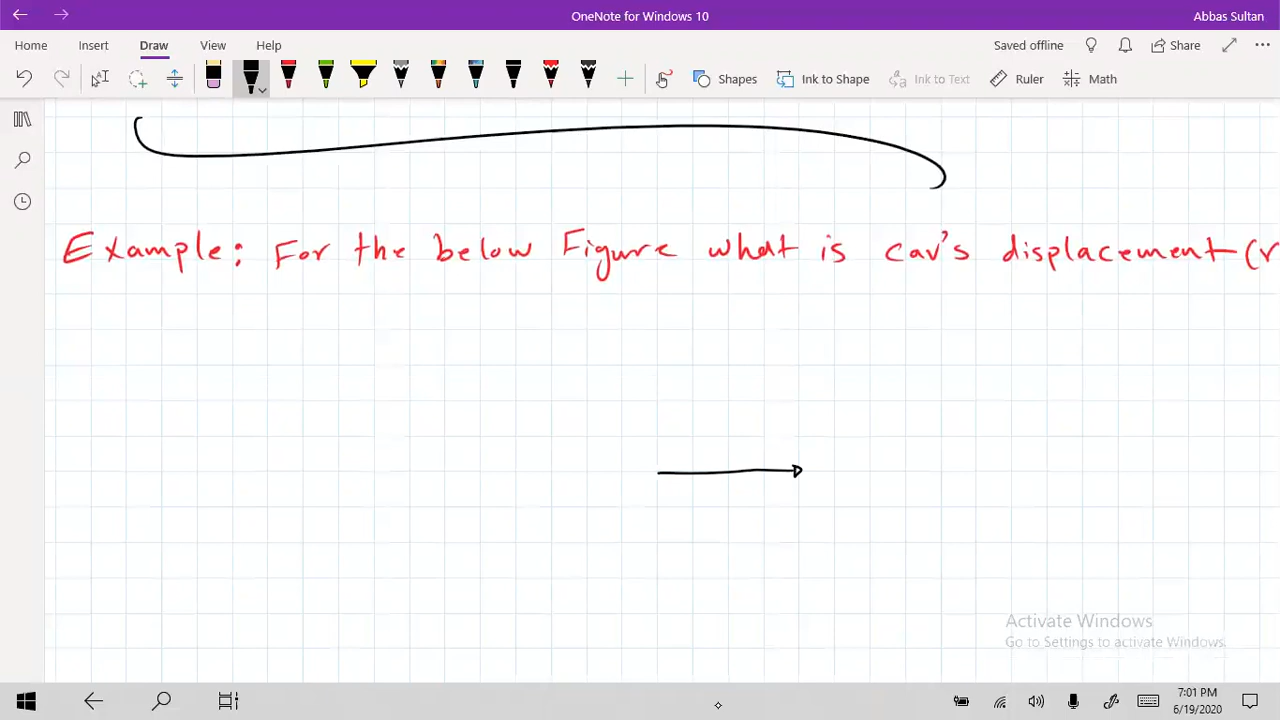 OneNote for Windows 10
Abbas Sultan
Home Insert Draw View Help Saved offline Share
Shapes Ink to Shape Ink to Text Ruler Math
Example: For the below Figure what is car's displacement (r
Activate Windows
Go to Settings to activate Windows.
7:01 PM
6/19/2020